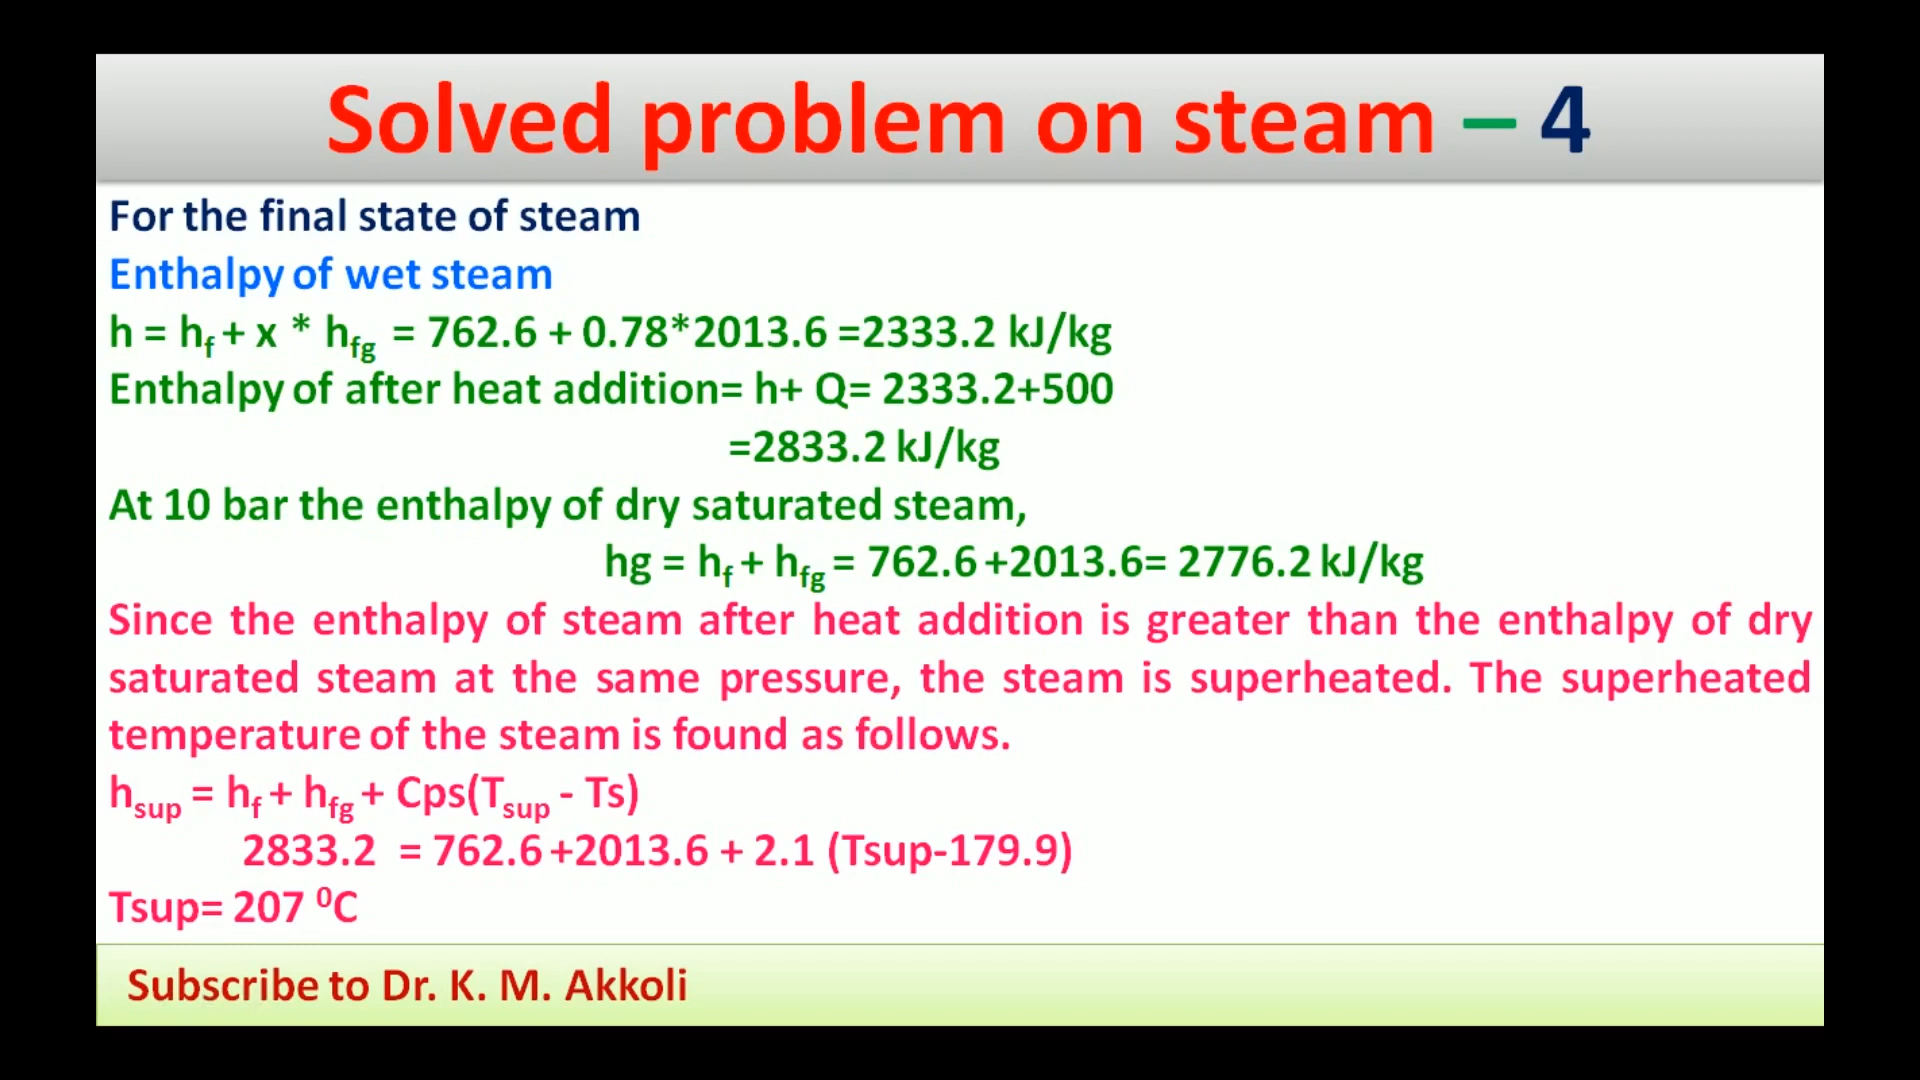 Solved problem on steam – 4
For the final state of steam
Enthalpy of wet steam
h = hf + x * hfg = 762.6 + 0.78*2013.6 =2333.2 kJ/kg
Enthalpy of after heat addition= h+ Q= 2333.2+500
=2833.2 kJ/kg
At 10 bar the enthalpy of dry saturated steam,
hg = hf + hfg = 762.6 +2013.6= 2776.2 kJ/kg
Since the enthalpy of steam after heat addition is greater than the enthalpy of dry
saturated steam at the same pressure, the steam is superheated. The superheated
temperature of the steam is found as follows.
hsup = hf + hfg + Cps(Tsup - Ts)
2833.2 = 762.6 +2013.6 + 2.1 (Tsup-179.9)
Tsup= 207 ⁰C
Subscribe to Dr. K. M. Akkoli